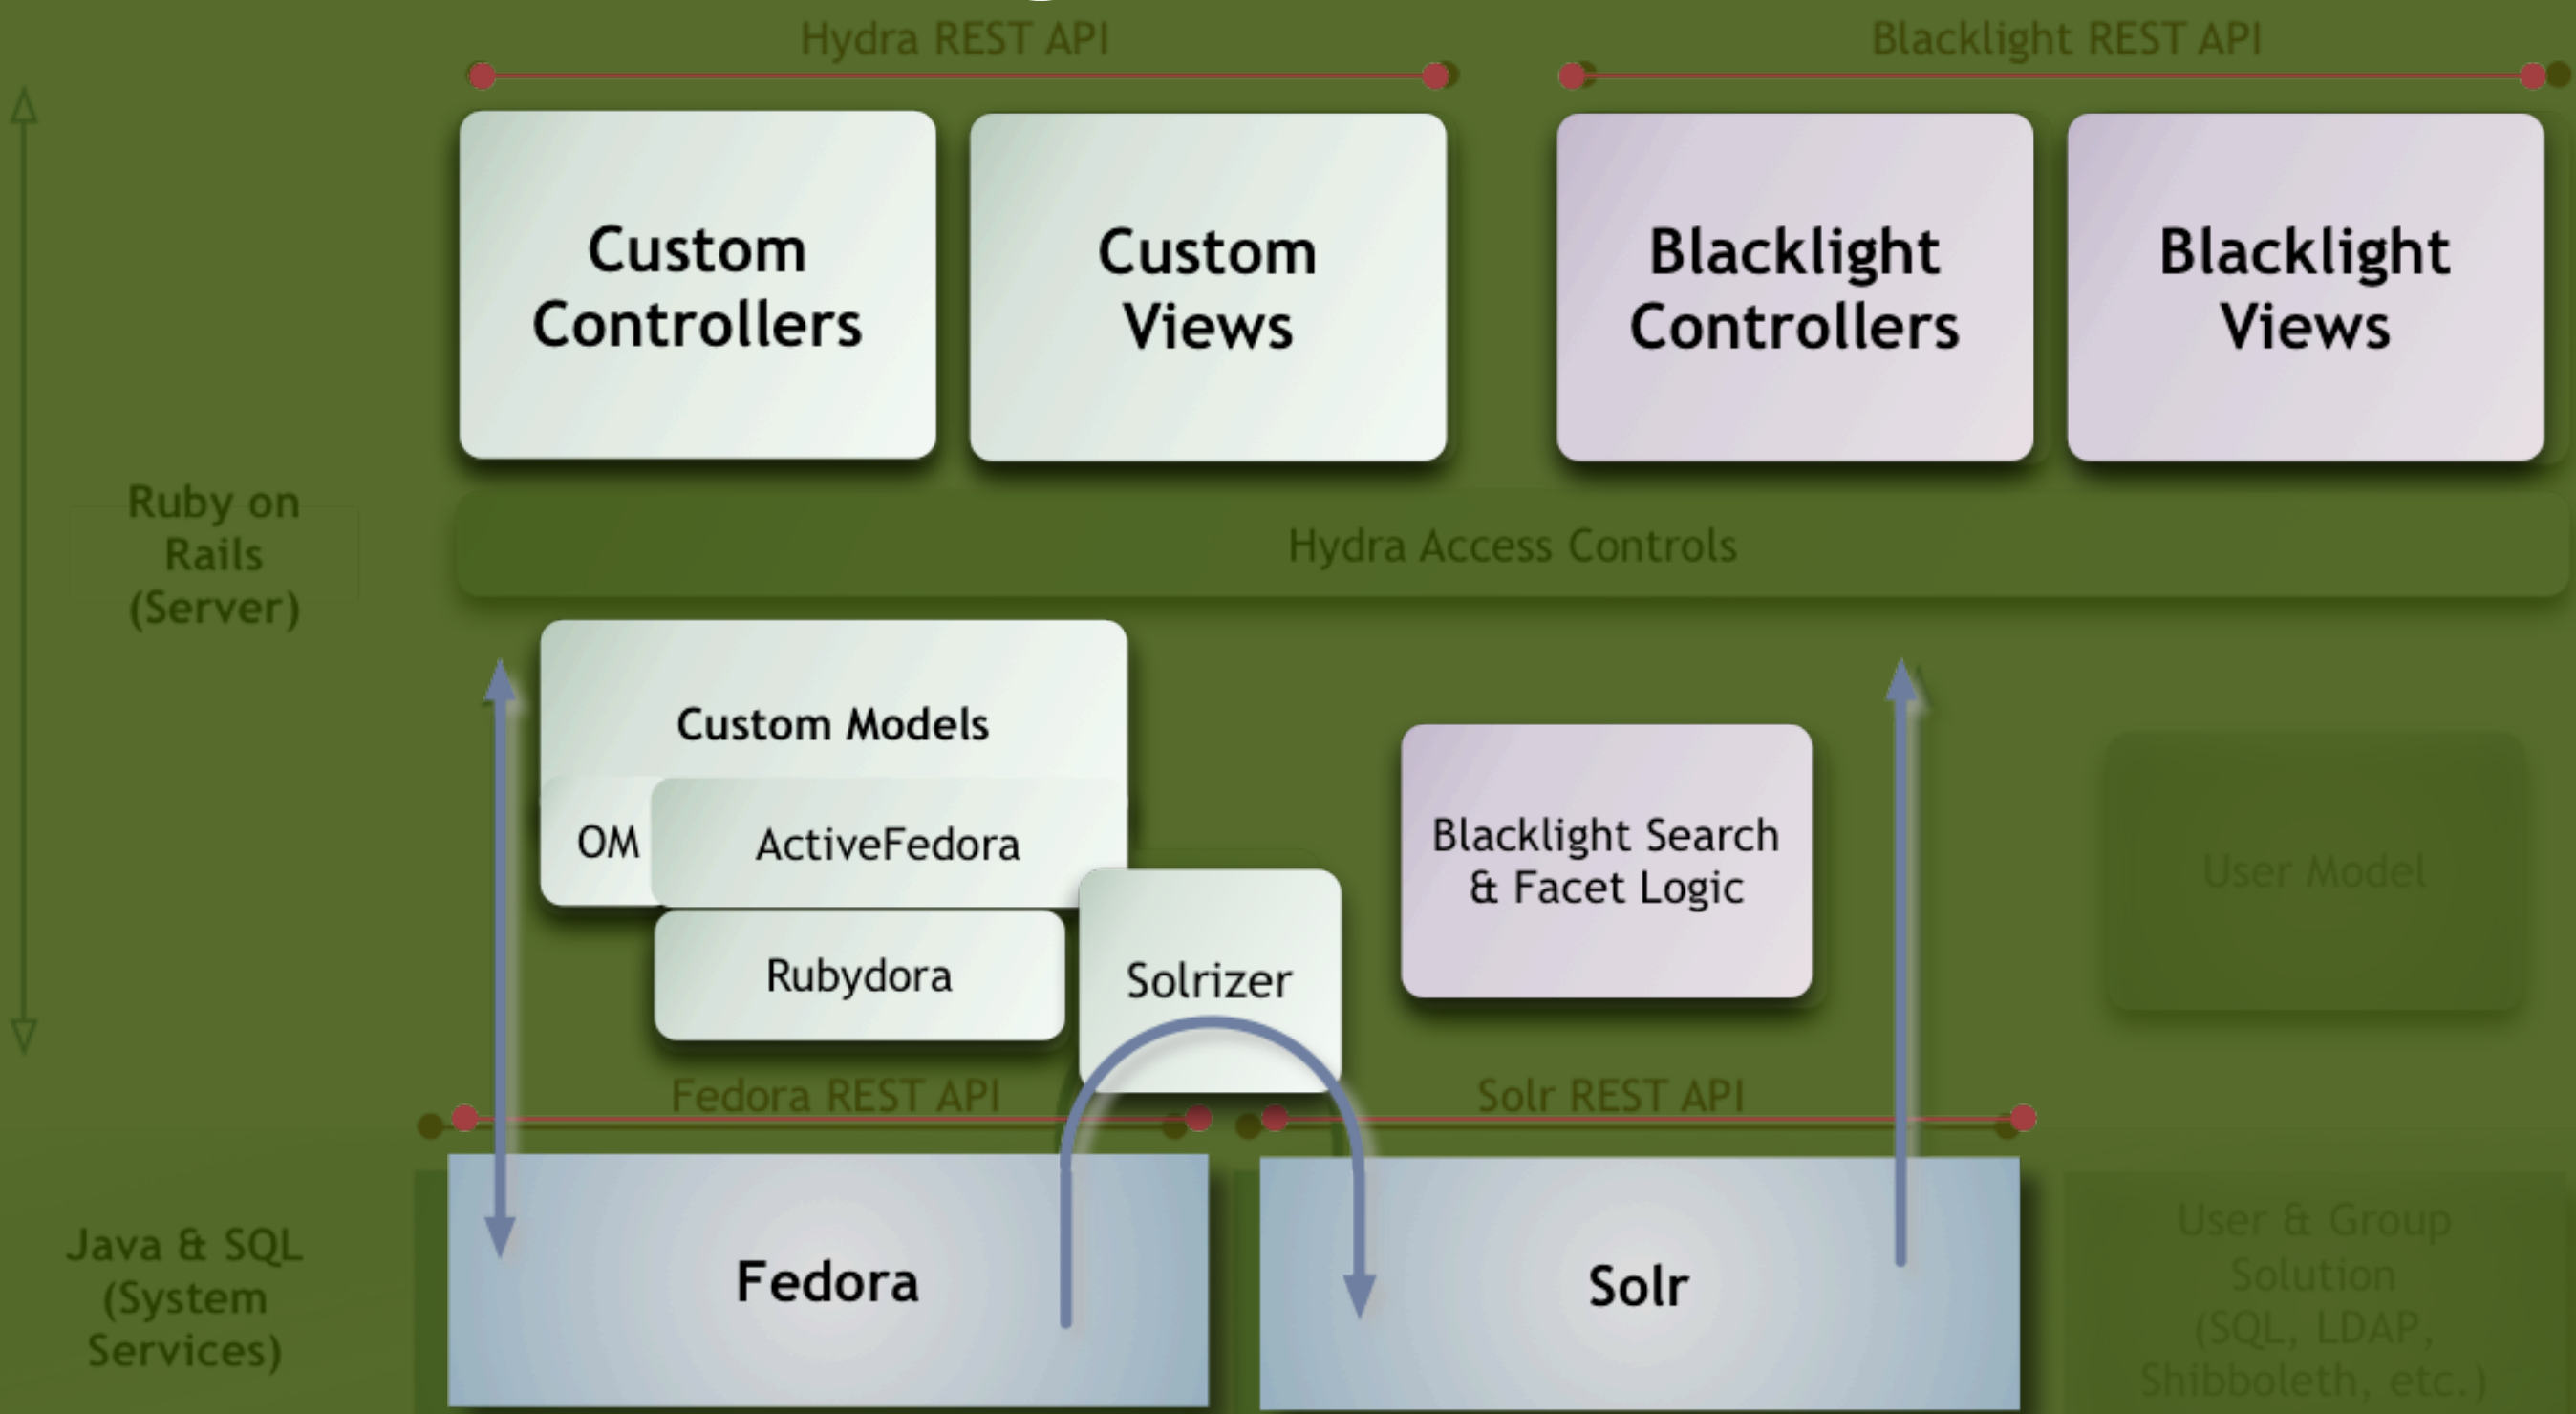 Hydra REST API
Blacklight REST API
Custom
Controllers
Custom
Views
Blacklight
Controllers
Blacklight
Views
Ruby on
Rails
(Server)
Hydra Access Controls
Custom Models
OM
ActiveFedora
Rubydora
Solrizer
Blacklight Search
& Facet Logic
User Model
Fedora REST API
Solr REST API
Java & SQL
(System
Services)
Fedora
Solr
User & Group
Solution
(SQL, LDAP,
Shibboleth, etc.)